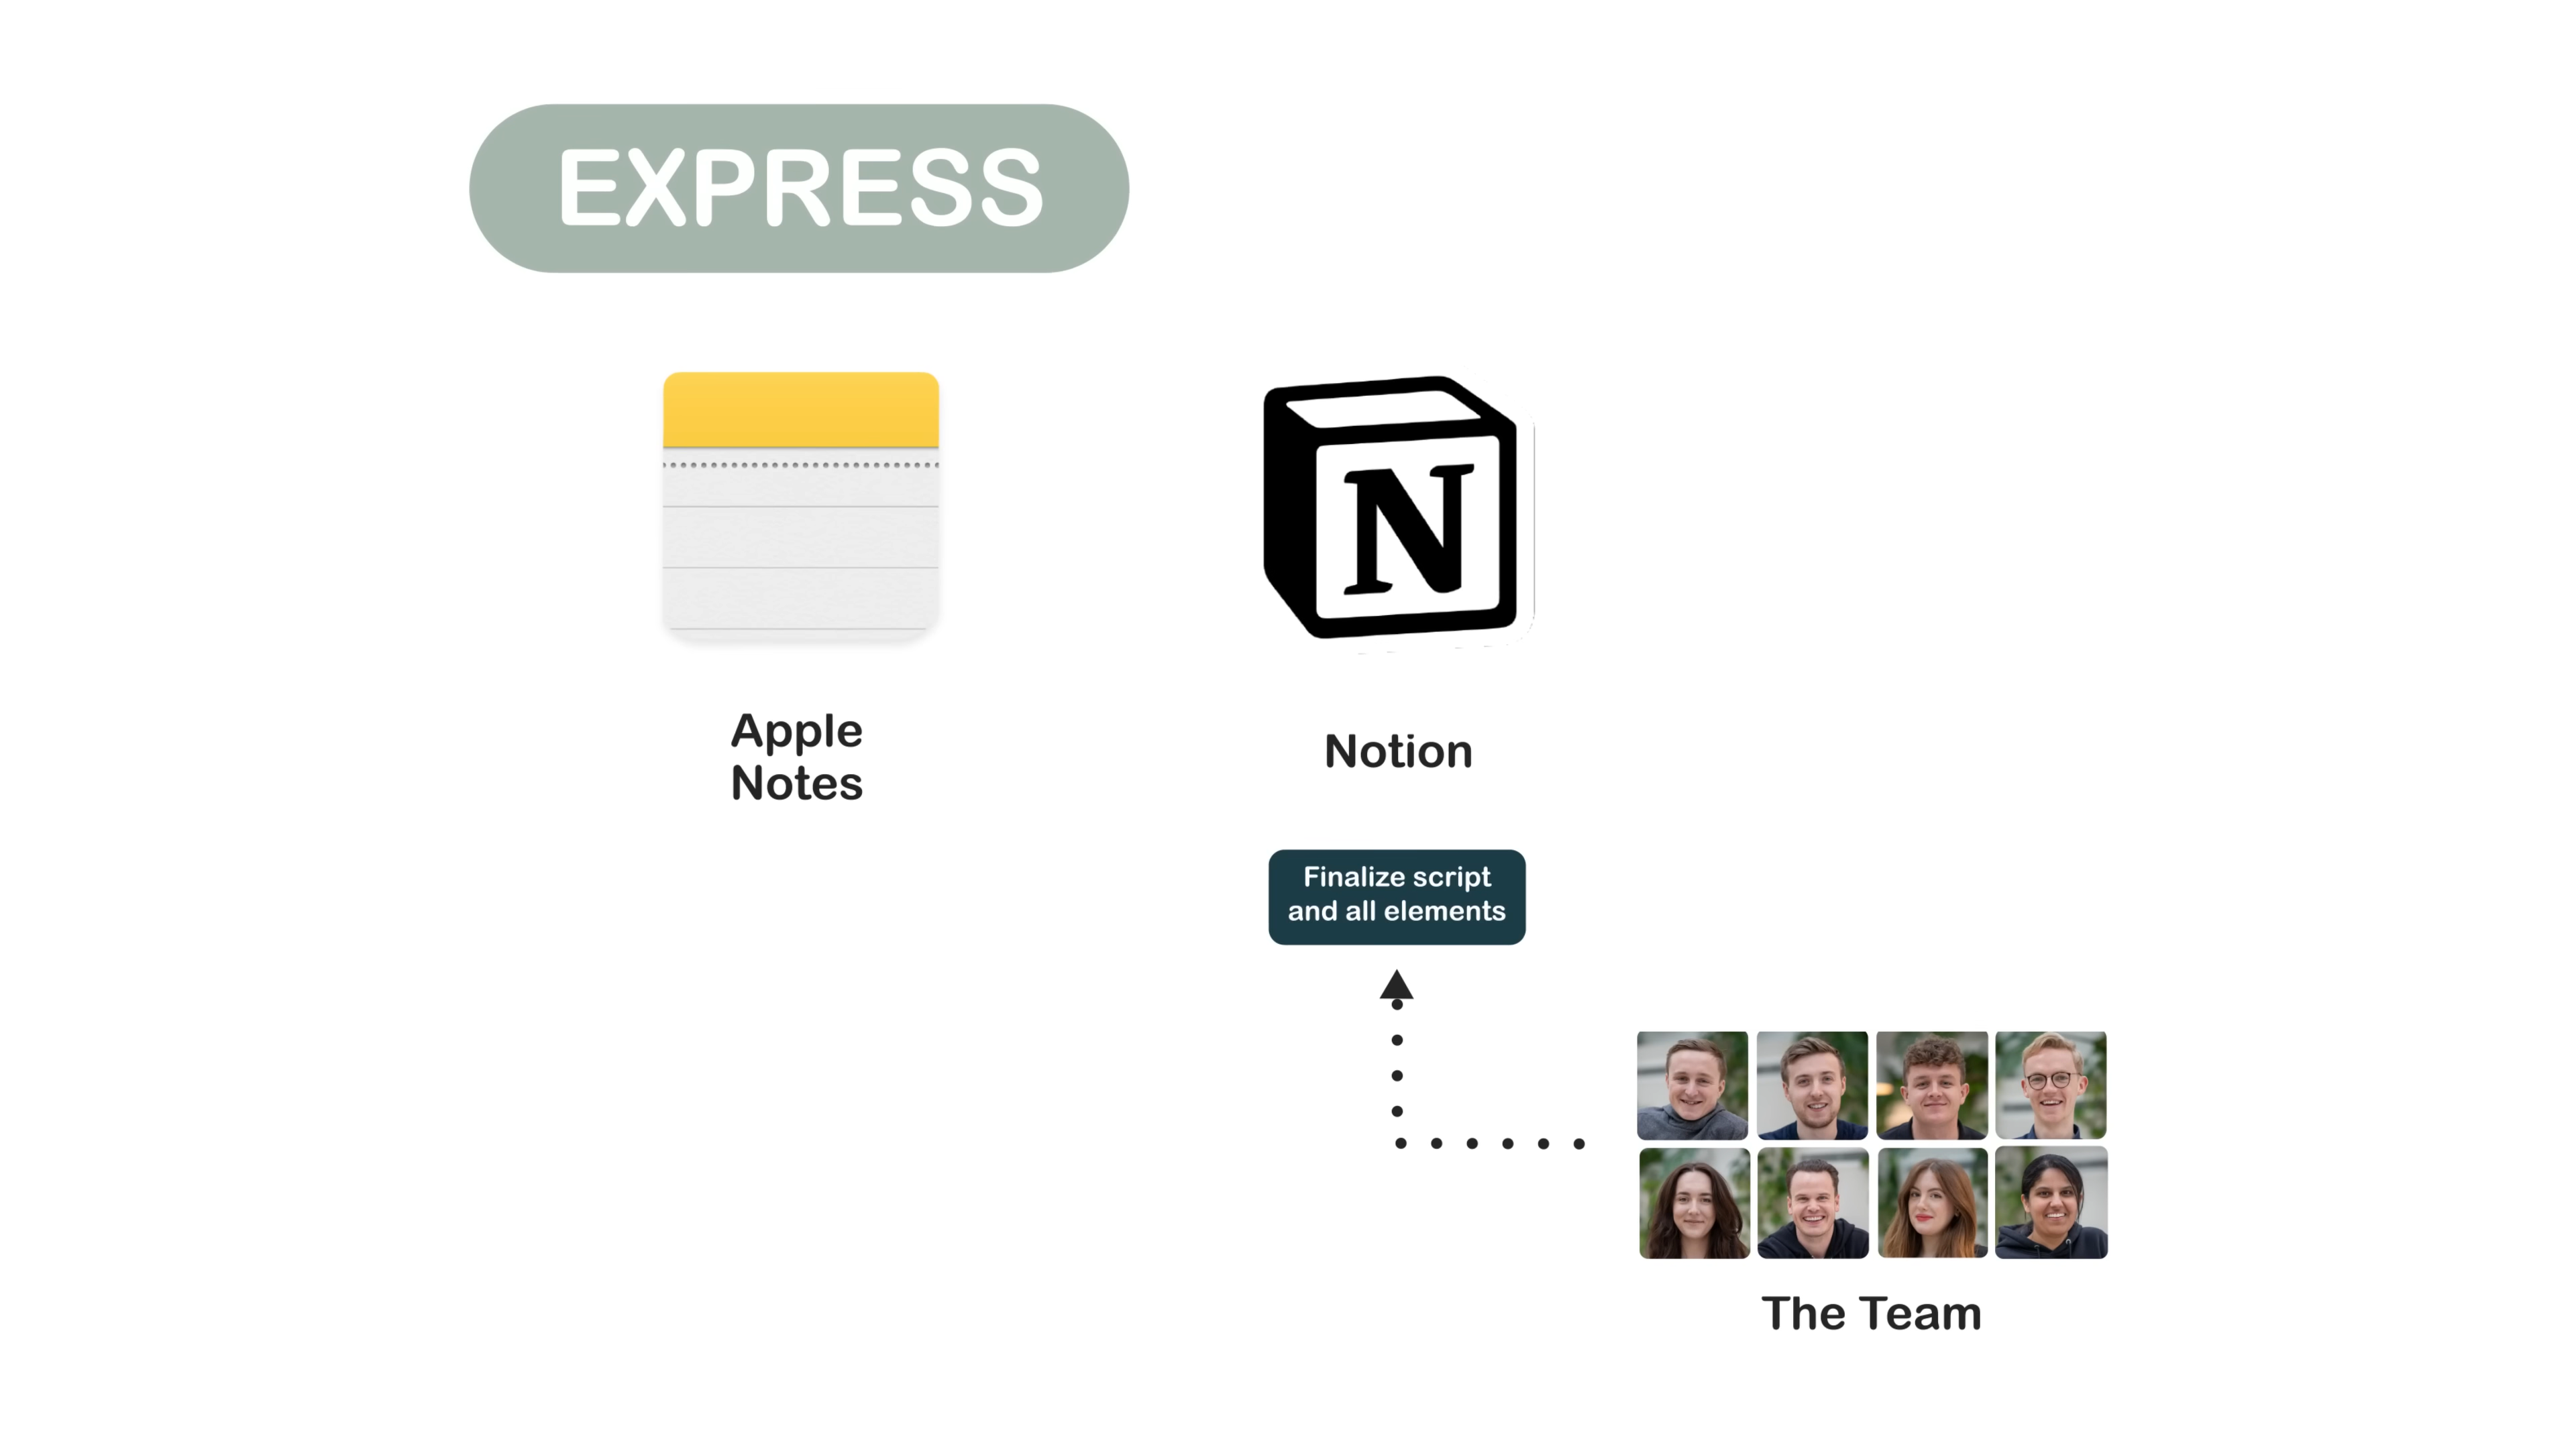 EXPRESS
N
Apple
Notes
Notion
Finalize script
and all elements
The Team